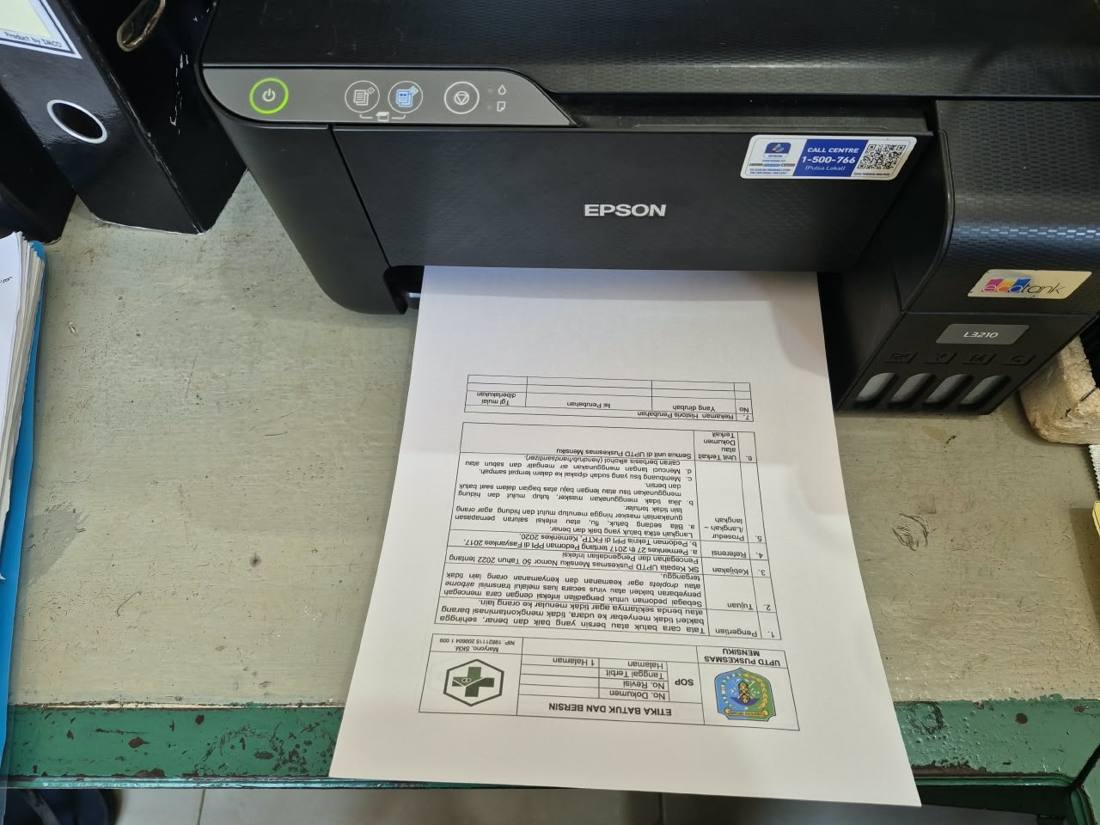 Product by DACO
CALL CENTRE
1-500-766
(Pulsa Lokal)
EPSON
EPSON
ecotank
L3210
ETIKA BATUK DAN BERSIN
UPTD PUSKESMAS
MENSIKU
SOP
No. Dokumen
No. Revisi
Tanggal Terbit
Halaman
1 Halaman
Maryono, SKM
1. Pengertian
Tata cara batuk atau bersin yang baik dan benar, sehingga
bakteri tidak menyebar ke udara, tidak mengkontaminasi barang
atau benda sekitarnya agar tidak menular ke orang lain.
2. Tujuan
Sebagai pedoman untuk pengadalian infeksi dengan cara mencegah
penyebaran bakteri atau virus secara luas melalui transmisi airborne
atau droplets agar keamanan dan kenyamanan orang lain tidak
terganggu.
3. Kebijakan
SK Kepala UPTD Puskesmas Mensiku Nomor 50 Tahun 2022 tentang
Pencegahan dan Pengendalian Infeksi
4. Referensi
a. Permenkes 27 th 2017 tentang Pedoman PPI di Fasyankes 2017.
b. Pedoman Teknis PPI di FKTP, Kemenkes 2020.
5. Prosedur
/Langkah –
langkah
Langkah etika batuk yang baik dan benar.
a. Bila sedang batuk, flu, atau infeksi saluran pernapasan
gunakanlah masker hingga menutup mulut dan hidung agar orang
lain tidak tertular.
b. Jika tidak menggunakan masker, tutup mulut dan hidung
menggunakan tisu atau lengan baju atas bagian dalam saat batuk
dan bersin.
c. Membuang tisu yang sudah dipakai ke dalam tempat sampah.
d. Mencuci tangan menggunakan air mengalir dan sabun atau
cairan berbasis alkohol (handrub/handsanitizer).
6. Unit Terkait
atau
Dokumen
Terkait
Semua unit di UPTD Puskesmas Mensiku
7. Rekaman Historis Perubahan
No
Yang dirubah
Isi Perubahan
Tgl mulai
diberlakukan